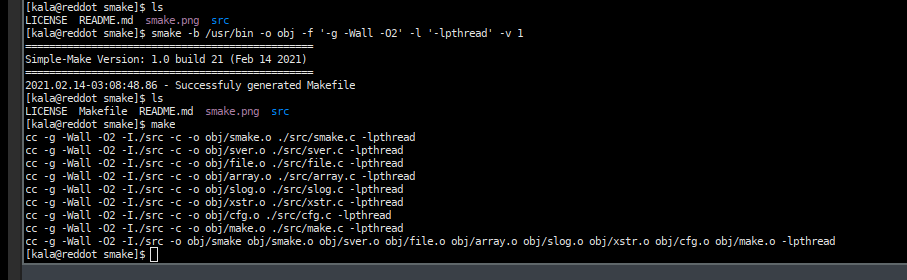 [kala@reddot smake]$ ls
LICENSE  README.md  smake.png  src
[kala@reddot smake]$ smake -b /usr/bin -o obj -f '-g -Wall -O2' -l '-lpthread' -v 1
================================================
Simple-Make Version: 1.0 build 21 (Feb 14 2021)
================================================
2021.02.14-03:08:48.86 - Successfuly generated Makefile
[kala@reddot smake]$ ls
LICENSE  Makefile  README.md  smake.png  src
[kala@reddot smake]$ make
cc -g -Wall -O2 -I./src -c -o obj/smake.o ./src/smake.c -lpthread
cc -g -Wall -O2 -I./src -c -o obj/sver.o ./src/sver.c -lpthread
cc -g -Wall -O2 -I./src -c -o obj/file.o ./src/file.c -lpthread
cc -g -Wall -O2 -I./src -c -o obj/array.o ./src/array.c -lpthread
cc -g -Wall -O2 -I./src -c -o obj/slog.o ./src/slog.c -lpthread
cc -g -Wall -O2 -I./src -c -o obj/xstr.o ./src/xstr.c -lpthread
cc -g -Wall -O2 -I./src -c -o obj/cfg.o ./src/cfg.c -lpthread
cc -g -Wall -O2 -I./src -c -o obj/make.o ./src/make.c -lpthread
cc -g -Wall -O2 -I./src -o obj/smake obj/smake.o obj/sver.o obj/file.o obj/array.o obj/slog.o obj/xstr.o obj/cfg.o obj/make.o -lpthread
[kala@reddot smake]$